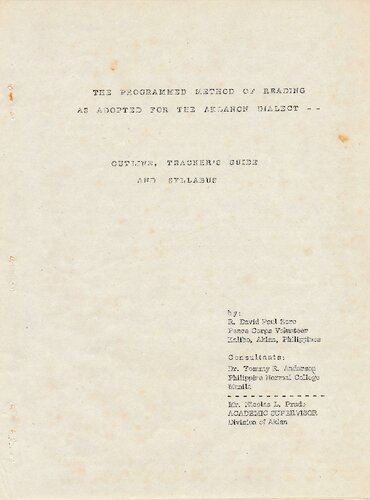 THE PROGRAMMED METHOD OF READING
AS ADOPTED FOR THE AKLANON DIALECT --
OUTLINE, TEACHER'S GUIDE
AND SYLLABUS
by:
R. David Paul Zorc
Peace Corps Volunteer
Kalibo, Aklan, Philippines
Consultants:
Dr. Tommy R. Anderson
Philippine Normal College
Manila
Mr. Nicolas L. Prado
ACADEMIC SUPERVISOR
Division of Aklan